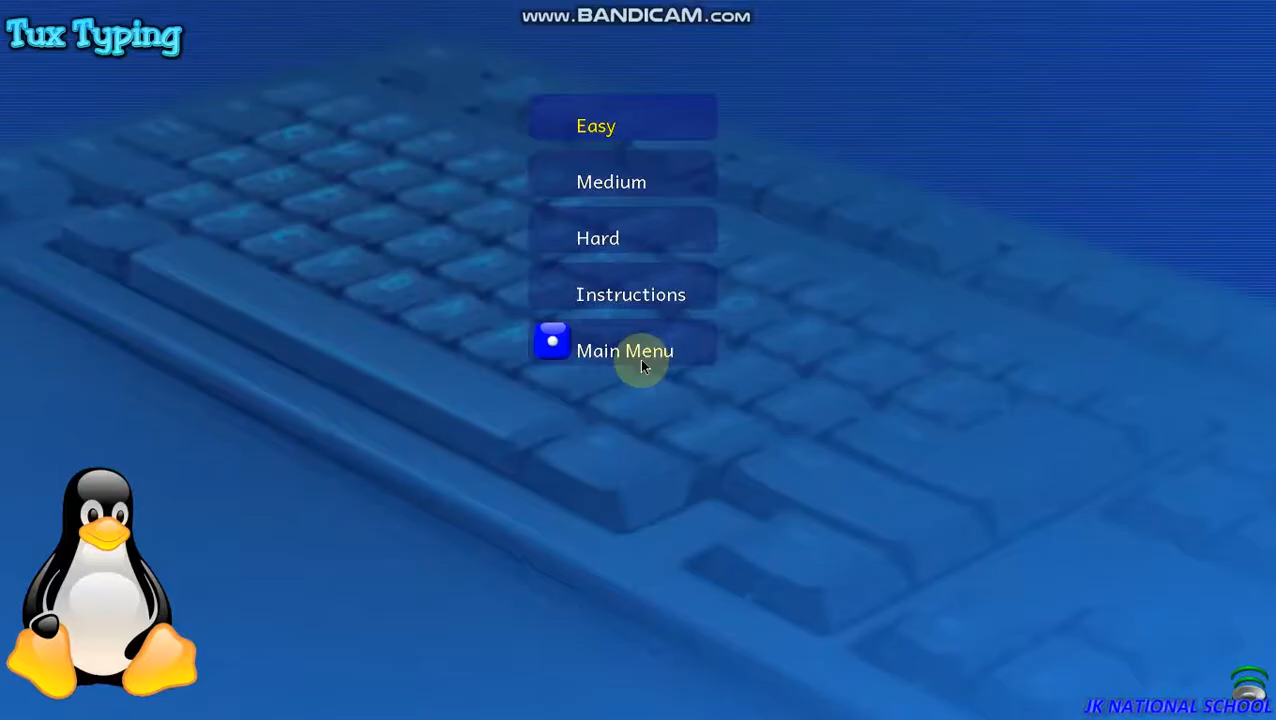 www.BANDICAM.com
Tux Typing
Easy
Medium
Hard
Instructions
Main Menu
JK NATIONAL SCHOOL